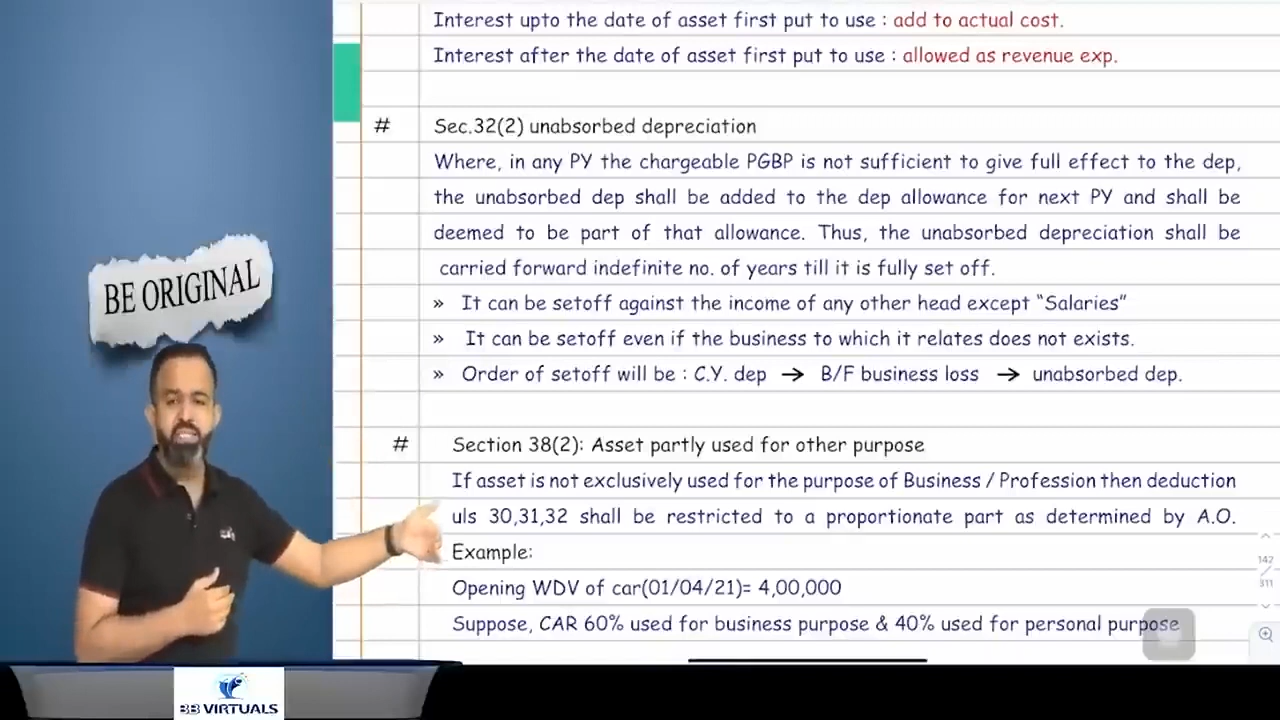 Interest upto the date of asset first put to use : add to actual cost.
Interest after the date of asset first put to use : allowed as revenue exp.
# Sec.32(2) unabsorbed depreciation
Where, in any PY the chargeable PGBP is not sufficient to give full effect to the dep,
the unabsorbed dep shall be added to the dep allowance for next PY and shall be
deemed to be part of that allowance. Thus, the unabsorbed depreciation shall be
carried forward indefinite no. of years till it is fully set off.
» It can be setoff against the income of any other head except “Salaries”
» It can be setoff even if the business to which it relates does not exists.
» Order of setoff will be : C.Y. dep → B/F business loss → unabsorbed dep.
# Section 38(2): Asset partly used for other purpose
If asset is not exclusively used for the purpose of Business / Profession then deduction
uls 30,31,32 shall be restricted to a proportionate part as determined by A.O.
Example:
Opening WDV of car(01/04/21)= 4,00,000
Suppose, CAR 60% used for business purpose & 40% used for personal purpose
142
/
311
BE ORIGINAL
BB VIRTUALS